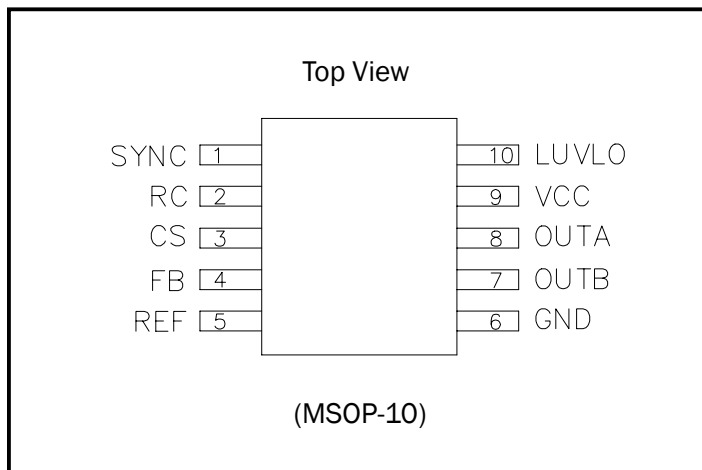 Top View
SYNC 1 10 LUVLO
RC 2 9 VCC
CS 3 8 OUTA
FB 4 7 OUTB
REF 5 6 GND
(MSOP-10)